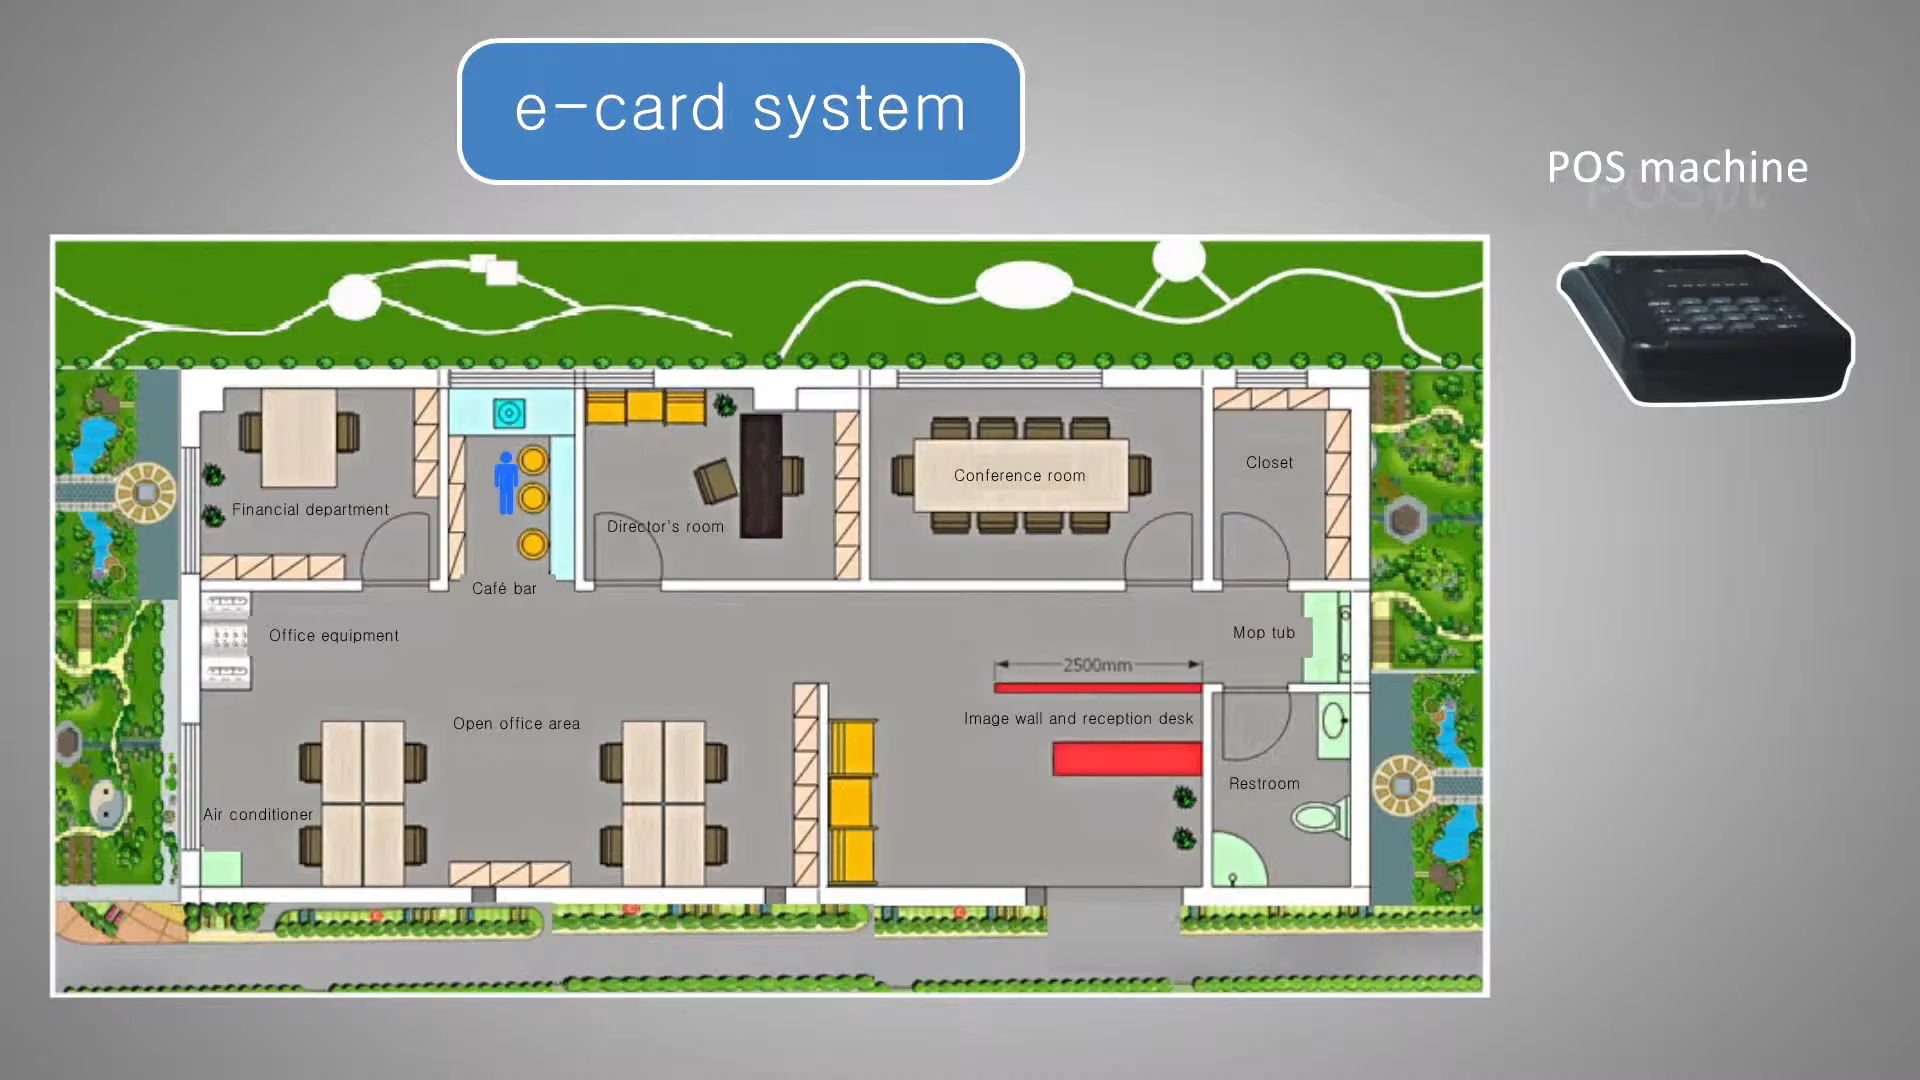 e-card system
POS machine
Conference room
Closet
Financial department
Director's room
Café bar
Office equipment
Mop tub
2500mm
Open office area
Image wall and reception desk
Restroom
Air conditioner